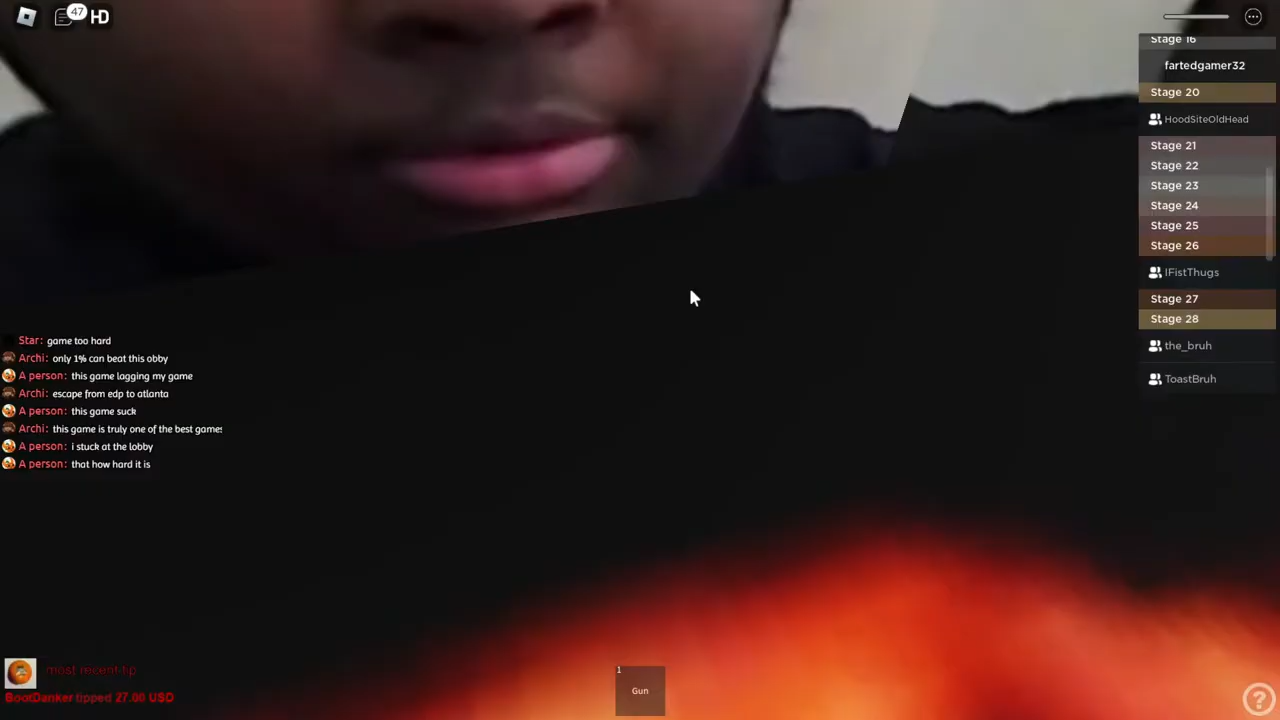 47
HD
Stage 16
fartedgamer32
Stage 20
HoodSiteOldHead
Stage 21
Stage 22
Stage 23
Stage 24
Stage 25
Stage 26
IFistThugs
Stage 27
Stage 28
the_bruh
ToastBruh
Star: game too hard
Archi: only 1% can beat this obby
A person: this game lagging my game
Archi: escape from edp to atlanta
A person: this game suck
Archi: this game is truly one of the best games
A person: i stuck at the lobby
A person: that how hard it is
most recent tip
BootDanker tipped 27.00 USD
1
Gun
?